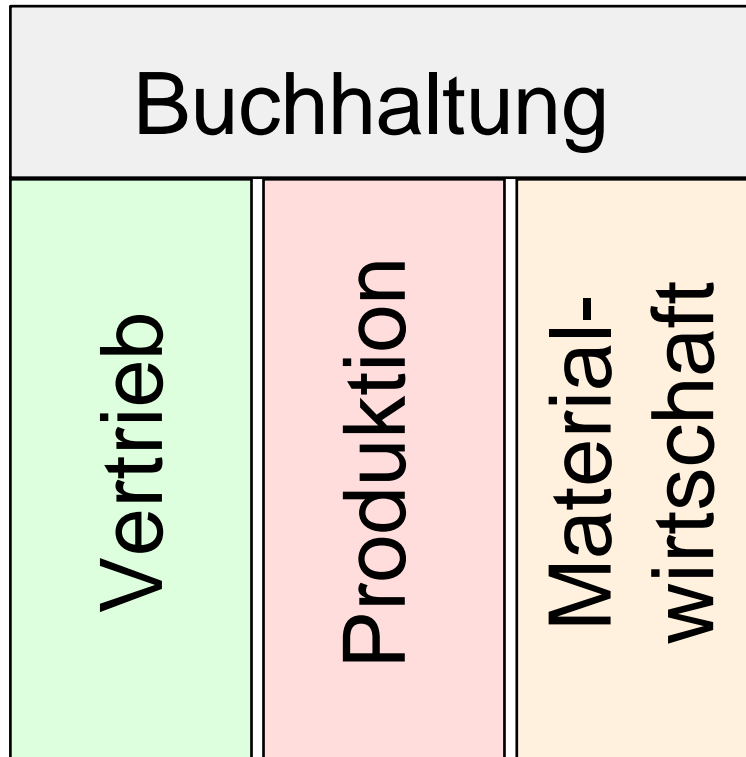 Buchhaltung
Vertrieb
Produktion
Material-
wirtschaft